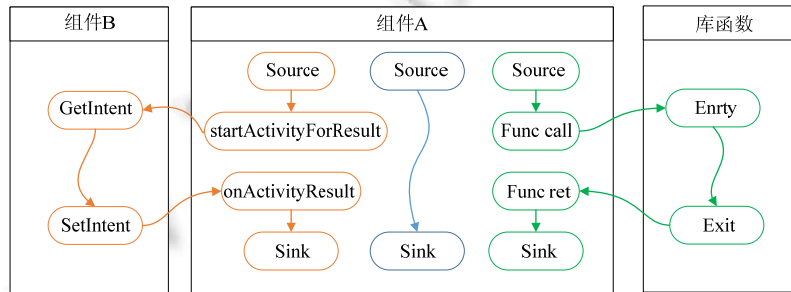 组件B
组件A
库函数
Source
Source
Source
GetIntent
startActivityForResult
Func call
Enrty
onActivityResult
Func ret
SetIntent
Sink
Sink
Sink
Exit